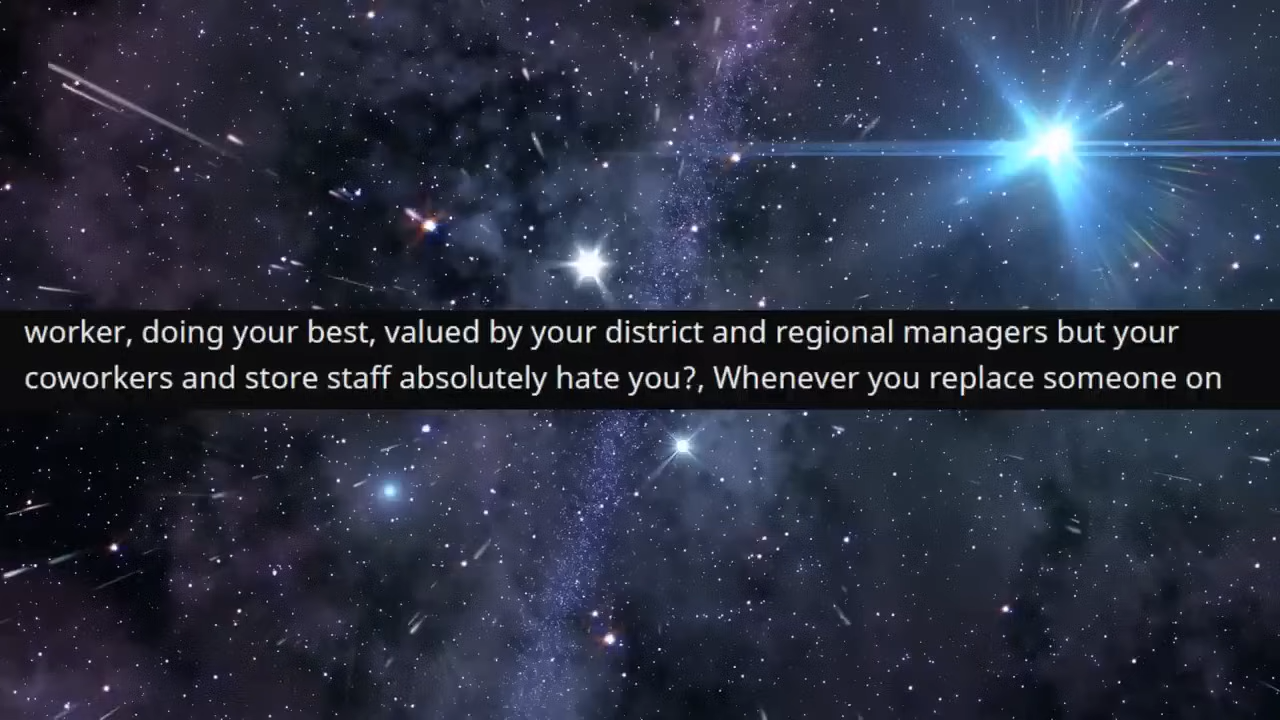 worker, doing your best, valued by your district and regional managers but your
coworkers and store staff absolutely hate you?, Whenever you replace someone on